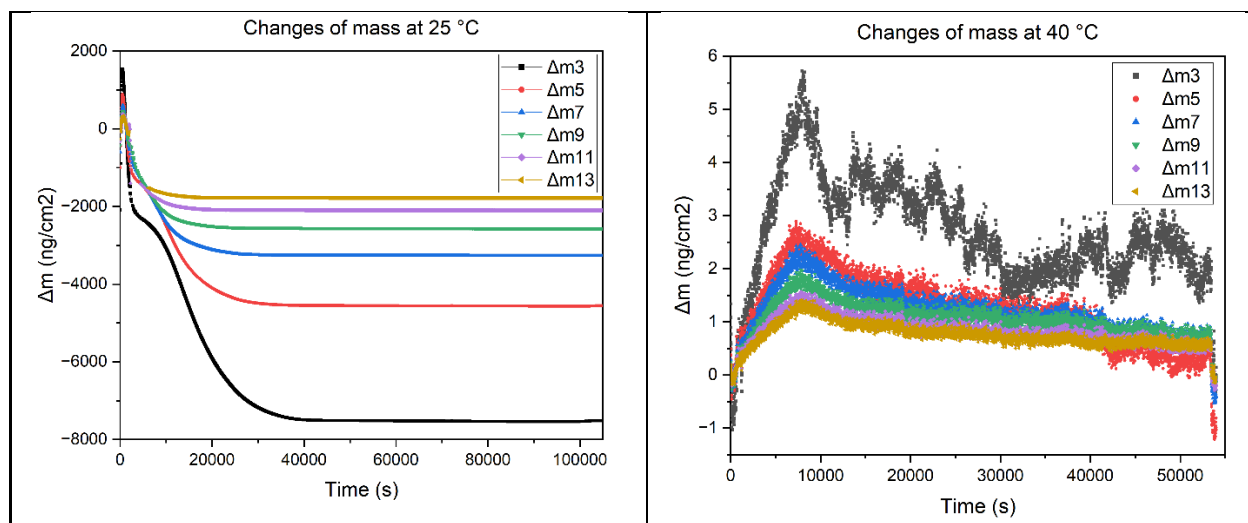 Changes of mass at 25 °C
2000
0
−2000
−4000
−6000
−8000
Δm (ng/cm2)
Δm3
Δm5
Δm7
Δm9
Δm11
Δm13
0 20000 40000 60000 80000 100000
Time (s)
Changes of mass at 40 °C
6
5
4
3
2
1
0
−1
Δm (ng/cm2)
Δm3
Δm5
Δm7
Δm9
Δm11
Δm13
0 10000 20000 30000 40000 50000
Time (s)